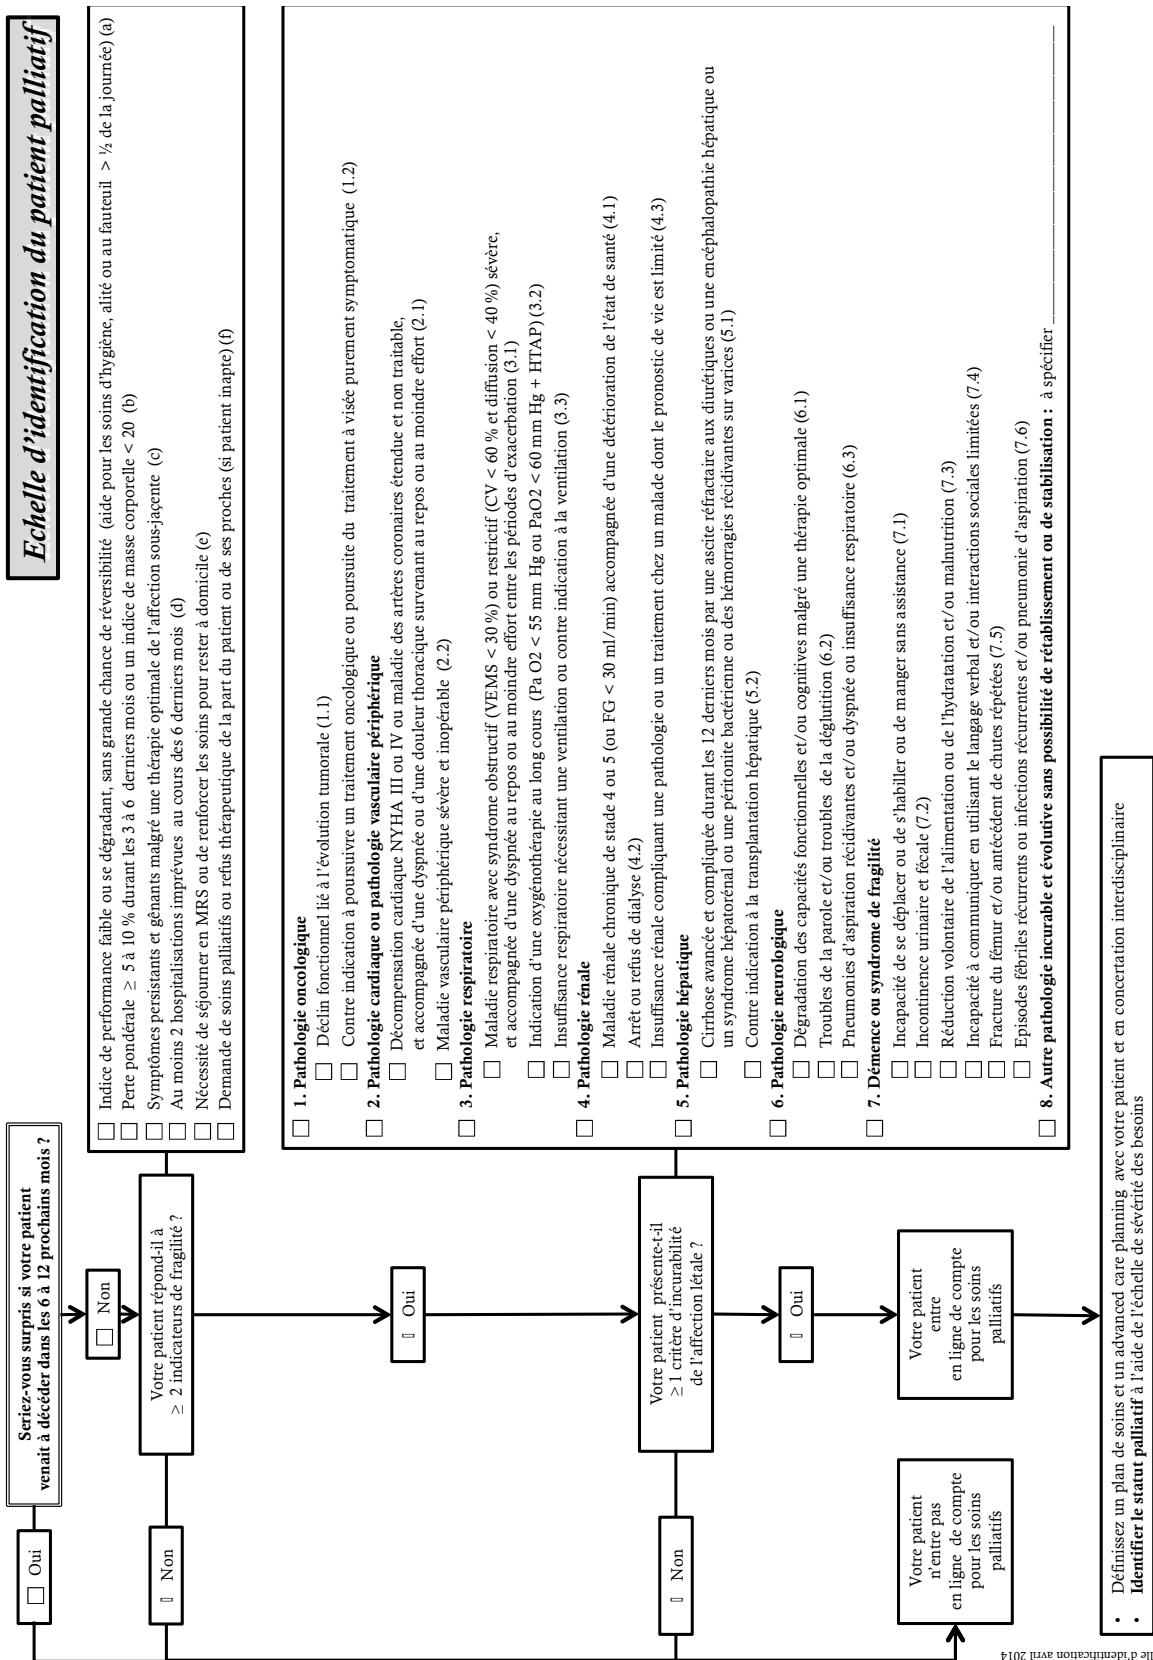 Echelle d'identification du patient palliatif
Seriez-vous surpris si votre patient
venait à décéder dans les 6 à 12 prochains mois ?
Oui
Non
Votre patient répond-il à
≥ 2 indicateurs de fragilité ?
Indice de performance faible ou se dégradant, sans grande chance de réversibilité (aide pour les soins d'hygiène, alité ou au fauteuil > ½ de la journée) (a)
Perte pondérale ≥ 5 à 10 % durant les 3 à 6 derniers mois ou un indice de masse corporelle < 20 (b)
Symptômes persistants et gênants malgré une thérapie optimale de l'affection sous-jacente (c)
Au moins 2 hospitalisations imprévues au cours des 6 derniers mois (d)
Nécessité de séjourner en MRS ou de renforcer les soins pour rester à domicile (e)
Demande de soins palliatifs ou refus thérapeutique de la part du patient ou de ses proches (si patient inapte) (f)
Non
Oui
Votre patient présente-t-il
≥ 1 critère d'incurabilité
de l'affection létale ?
1. Pathologie oncologique
Déclin fonctionnel lié à l'évolution tumorale (1.1)
Contre indication à poursuivre un traitement oncologique ou poursuite du traitement à visée purement symptomatique (1.2)
2. Pathologie cardiaque ou pathologie vasculaire périphérique
Décompensation cardiaque NYHA III ou IV ou maladie des artères coronaires étendue et non traitable,
et accompagnée d'une dyspnée ou d'une douleur thoracique survenant au repos ou au moindre effort (2.1)
Maladie vasculaire périphérique sévère et inopérable (2.2)
3. Pathologie respiratoire
Maladie respiratoire avec syndrome obstructif (VEMS < 30 %) ou restrictif (CV < 60 % et diffusion < 40 %) sévère,
et accompagnée d'une dyspnée au repos ou au moindre effort entre les périodes d'exacerbation (3.1)
Indication d'une oxygénothérapie au long cours (Pa O2 < 55 mm Hg ou PaO2 < 60 mm Hg + HTAP) (3.2)
Insuffisance respiratoire nécessitant une ventilation ou contre indication à la ventilation (3.3)
4. Pathologie rénale
Maladie rénale chronique de stade 4 ou 5 (ou FG < 30 ml/min) accompagnée d'une détérioration de l'état de santé (4.1)
Arrêt ou refus de dialyse (4.2)
Insuffisance rénale compliquant une pathologie ou un traitement chez un malade dont le pronostic de vie est limité (4.3)
5. Pathologie hépatique
Cirrhose avancée et compliquée durant les 12 derniers mois par une ascite réfractaire aux diurétiques ou une encéphalopathie hépatique ou
un syndrome hépatorénal ou une péritonite bactérienne ou des hémorragies récidivantes sur varices (5.1)
Contre indication à la transplantation hépatique (5.2)
6. Pathologie neurologique
Dégradation des capacités fonctionnelles et/ou cognitives malgré une thérapie optimale (6.1)
Troubles de la parole et/ou troubles de la déglutition (6.2)
Pneumonies d'aspiration récidivantes et/ou dyspnée ou insuffisance respiratoire (6.3)
7. Démence ou syndrome de fragilité
Incapacité de se déplacer ou de s'habiller ou de manger sans assistance (7.1)
Incontinence urinaire et fécale (7.2)
Réduction volontaire de l'alimentation ou de l'hydratation et/ou malnutrition (7.3)
Incapacité à communiquer en utilisant le langage verbal et/ou interactions sociales limitées (7.4)
Fracture du fémur et/ou antécédent de chutes répétées (7.5)
Episodes fébriles récurrents ou infections récurrentes et/ou pneumonie d'aspiration (7.6)
8. Autre pathologie incurable et évolutive sans possibilité de rétablissement ou de stabilisation : à spécifier
Non
Oui
Votre patient
n'entre pas
en ligne de compte
pour les soins
palliatifs
Votre patient
entre
en ligne de compte
pour les soins
palliatifs
• Définissez un plan de soins et un advanced care planning avec votre patient et en concertation interdisciplinaire
• Identifier le statut palliatif à l'aide de l'échelle de sévérité des besoins
d'identification avril 2014